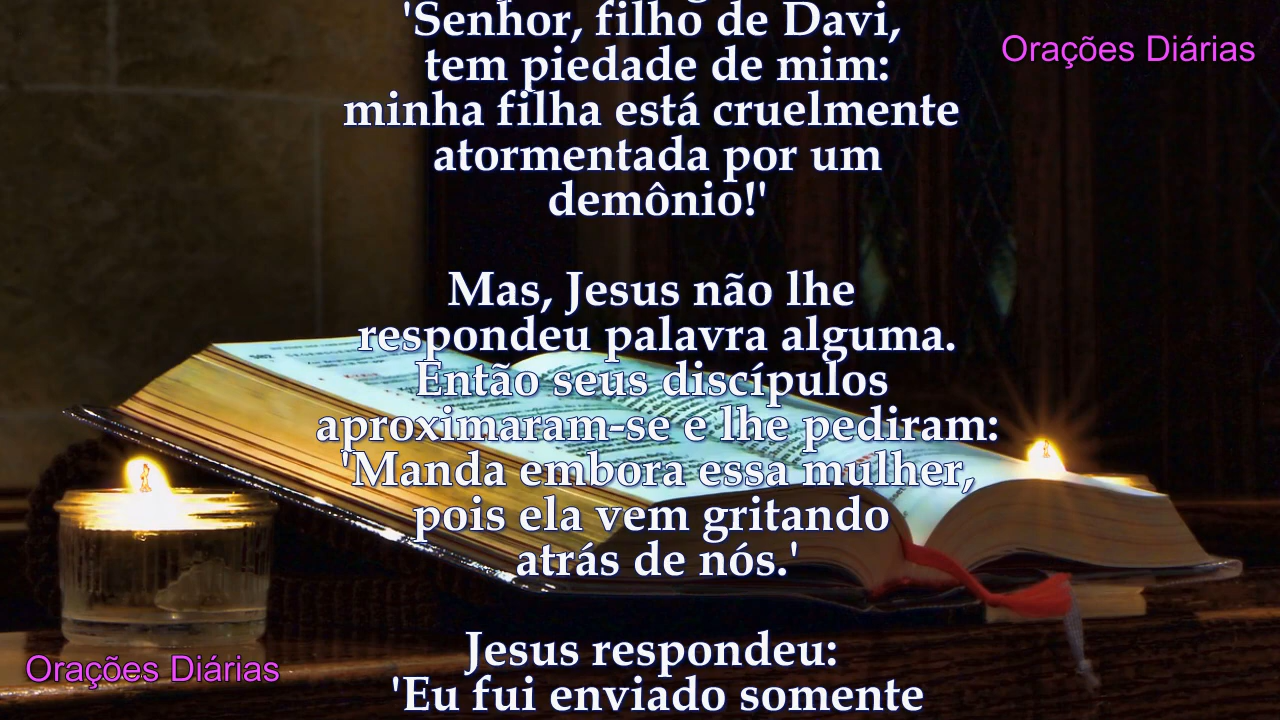 'Senhor, filho de Davi,
tem piedade de mim:
minha filha está cruelmente
atormentada por um
demônio!'
Mas, Jesus não lhe
respondeu palavra alguma.
Então seus discípulos
aproximaram-se e lhe pediram:
'Manda embora essa mulher,
pois ela vem gritando
atrás de nós.'
Jesus respondeu:
'Eu fui enviado somente
Orações Diárias
Orações Diárias